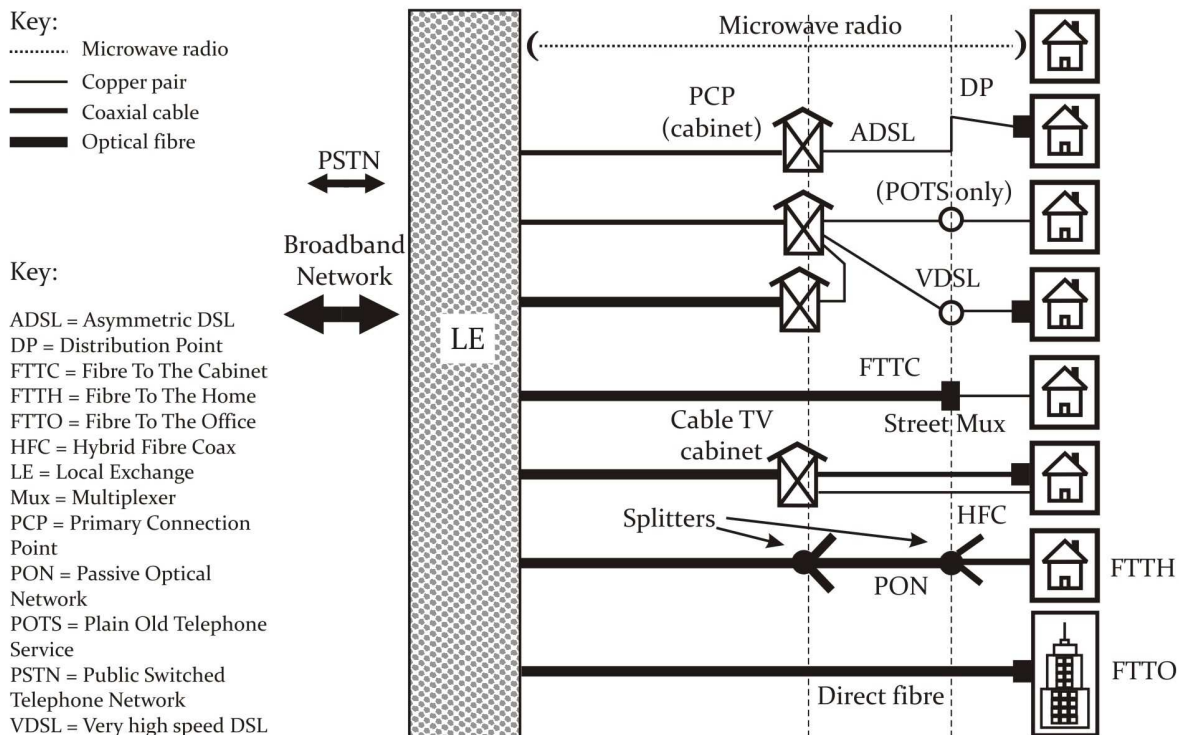 Key:
Microwave radio
Copper pair
Coaxial cable
Optical fibre
PSTN
Broadband
Network
Key:
ADSL = Asymmetric DSL
DP = Distribution Point
FTTC = Fibre To The Cabinet
FTTH = Fibre To The Home
FTTO = Fibre To The Office
HFC = Hybrid Fibre Coax
LE = Local Exchange
Mux = Multiplexer
PCP = Primary Connection
Point
PON = Passive Optical
Network
POTS = Plain Old Telephone
Service
PSTN = Public Switched
Telephone Network
VDSL = Very high speed DSL
LE
Microwave radio
PCP
(cabinet)
DP
ADSL
(POTS only)
VDSL
FTTC
Street Mux
Cable TV
cabinet
Splitters
HFC
PON
FTTH
Direct fibre
FTTO